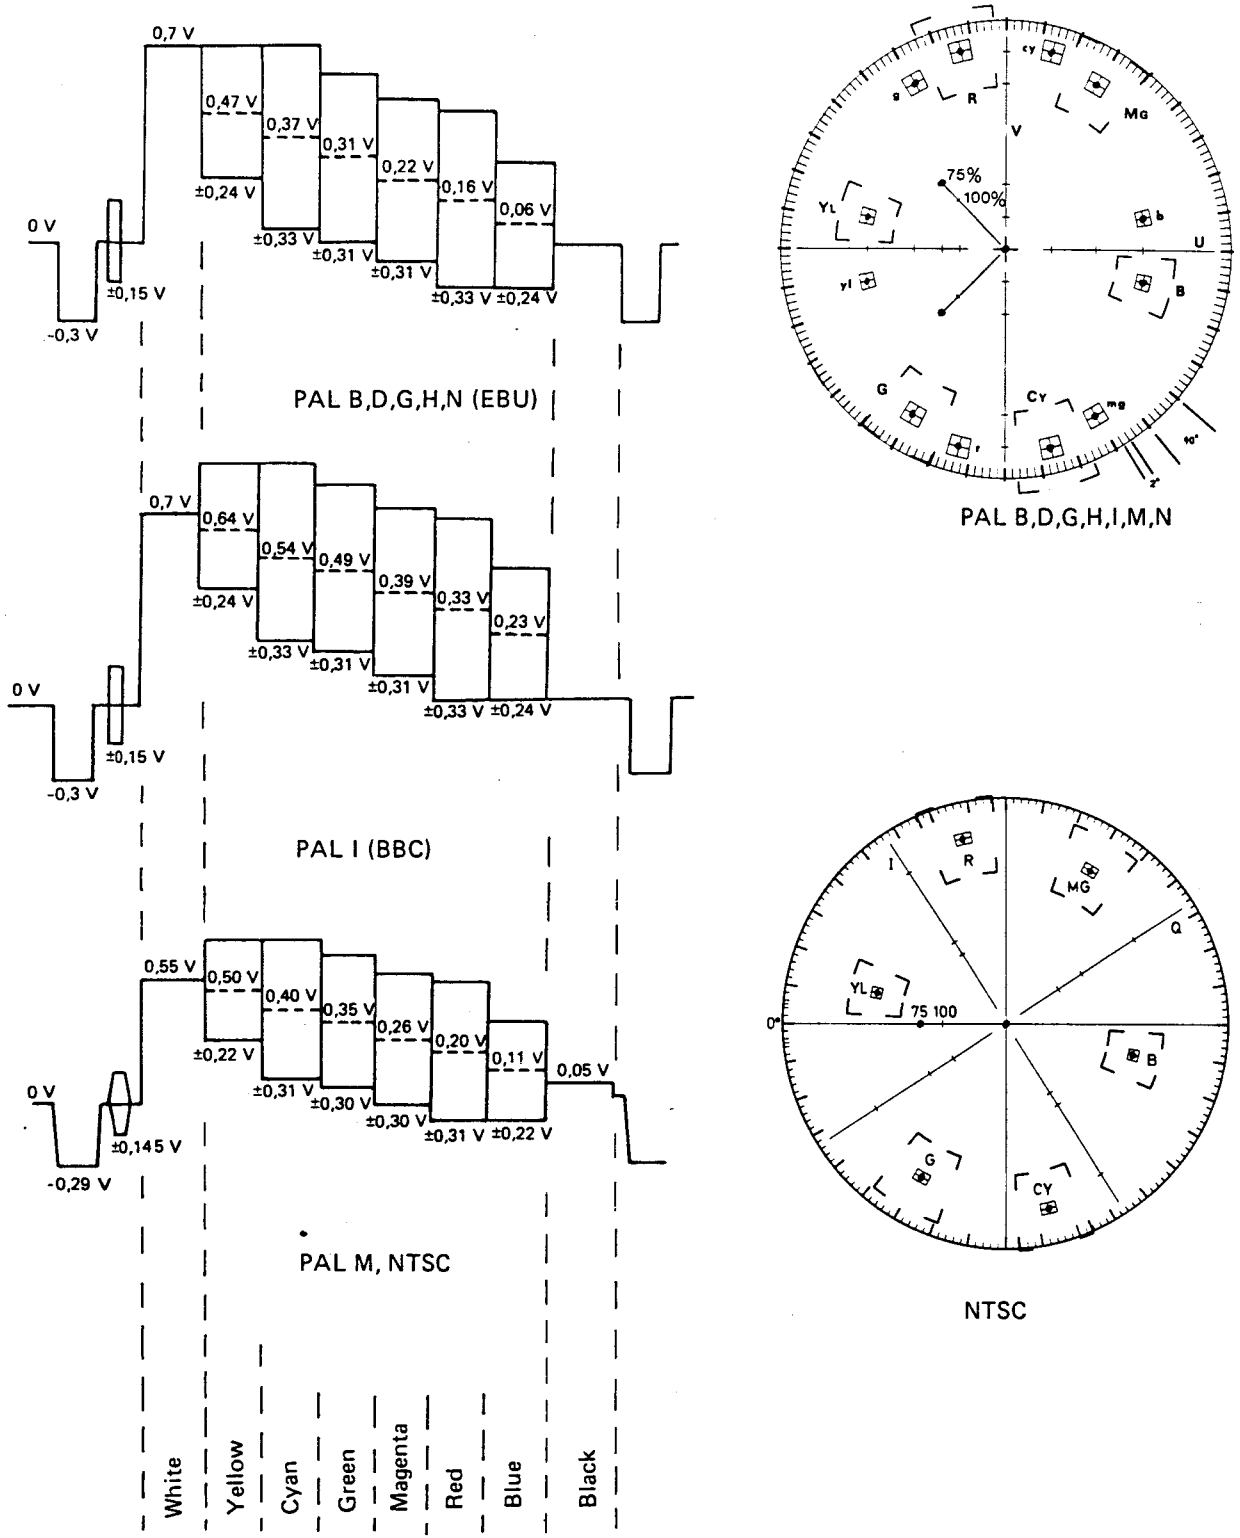 0,7 V
0,47 V
0,37 V
0,31 V
0,22 V
0,16 V
0,06 V
0 V
±0,15 V
-0,3 V
±0,24 V
±0,33 V
±0,31 V
±0,31 V
±0,33 V
±0,24 V
PAL B,D,G,H,N (EBU)
0,7 V
0,64 V
0,54 V
0,49 V
0,39 V
0,33 V
0,23 V
0 V
±0,15 V
-0,3 V
±0,24 V
±0,33 V
±0,31 V
±0,31 V
±0,33 V
±0,24 V
PAL I (BBC)
0,55 V
0,50 V
0,40 V
0,35 V
0,26 V
0,20 V
0,11 V
0,05 V
0 V
±0,145 V
-0,29 V
±0,22 V
±0,31 V
±0,30 V
±0,30 V
±0,31 V
±0,22 V
PAL M, NTSC
White
Yellow
Cyan
Green
Magenta
Red
Blue
Black
cy
g
R
MG
V
75%
100%
YL
b
U
yl
B
G
CY
mg
r
90°
2°
PAL B,D,G,H,I,M,N
I
R
MG
Q
YL
75 100
0°
B
G
CY
NTSC